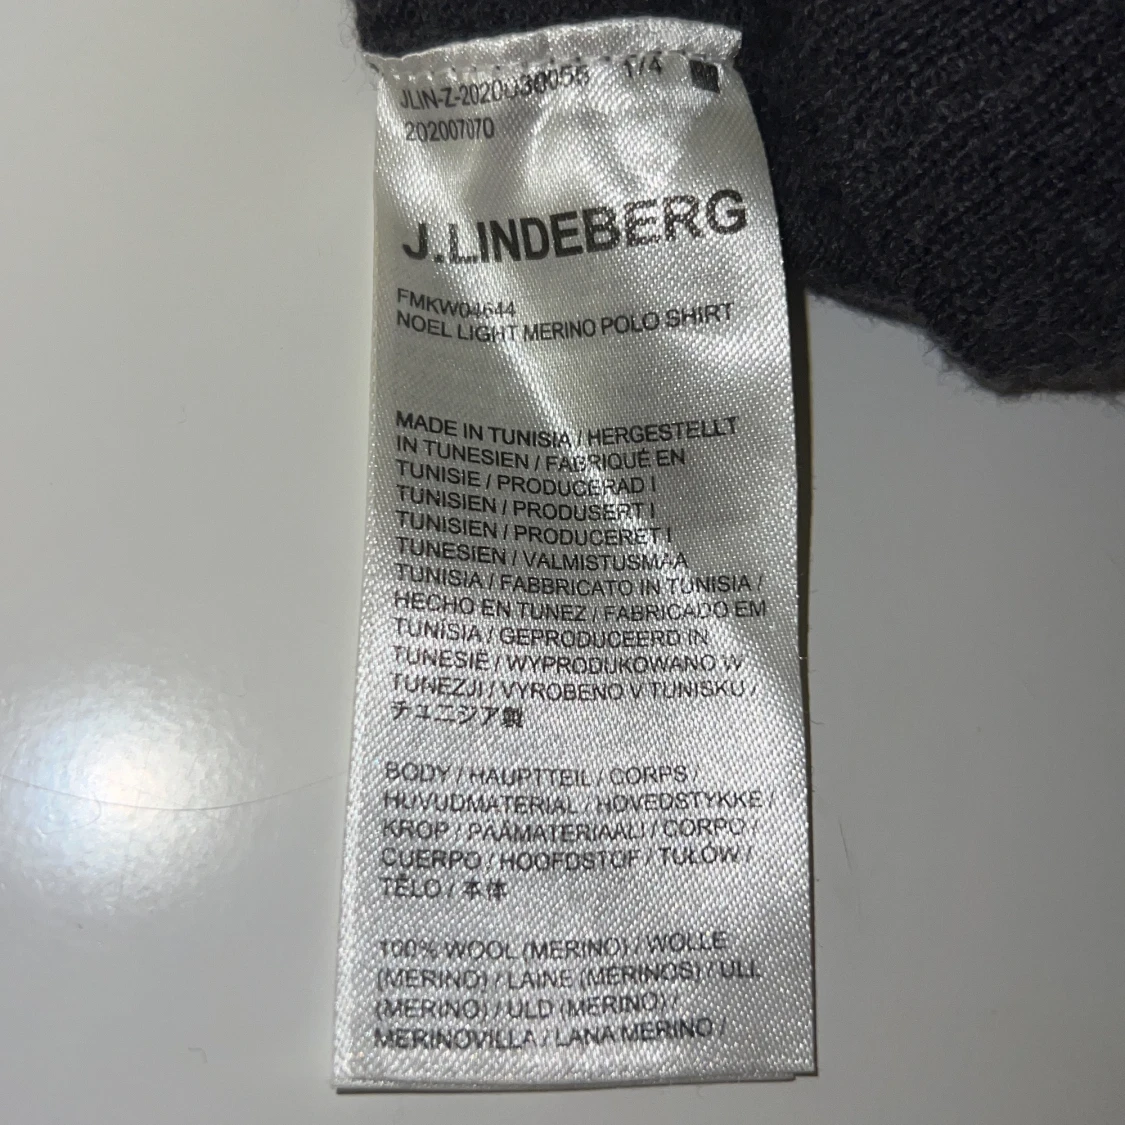 JLIN-Z-2020030056 1/4
202007070
J.LINDEBERG
FMKW04644
NOEL LIGHT MERINO POLO SHIRT
MADE IN TUNISIA / HERGESTELLT
IN TUNESIEN / FABRIQUÉ EN
TUNISIE / PRODUCERAD I
TUNISIEN / PRODUSERT I
TUNISIEN / PRODUCERET I
TUNESIEN / VALMISTUSMAA
TUNISIA / FABBRICATO IN TUNISIA /
HECHO EN TUNEZ / FABRICADO EM
TUNÍSIA / GEPRODUCEERD IN
TUNESIË / WYPRODUKOWANO W
TUNEZJI / VYROBENO V TUNISKU /
チュニジア製
BODY / HAUPTTEIL / CORPS /
HUVUDMATERIAL / HOVEDSTYKKE /
KROP / PÄÄMATERIAALI / CORPO /
CUERPO / HOOFDSTOF / TUŁÓW /
TĚLO / 本体
100% WOOL (MERINO) / WOLLE
(MERINO) / LAINE (MERINOS) / ULL
(MERINO) / ULD (MERINO) /
MERINOVILLA / LANA MERINO /